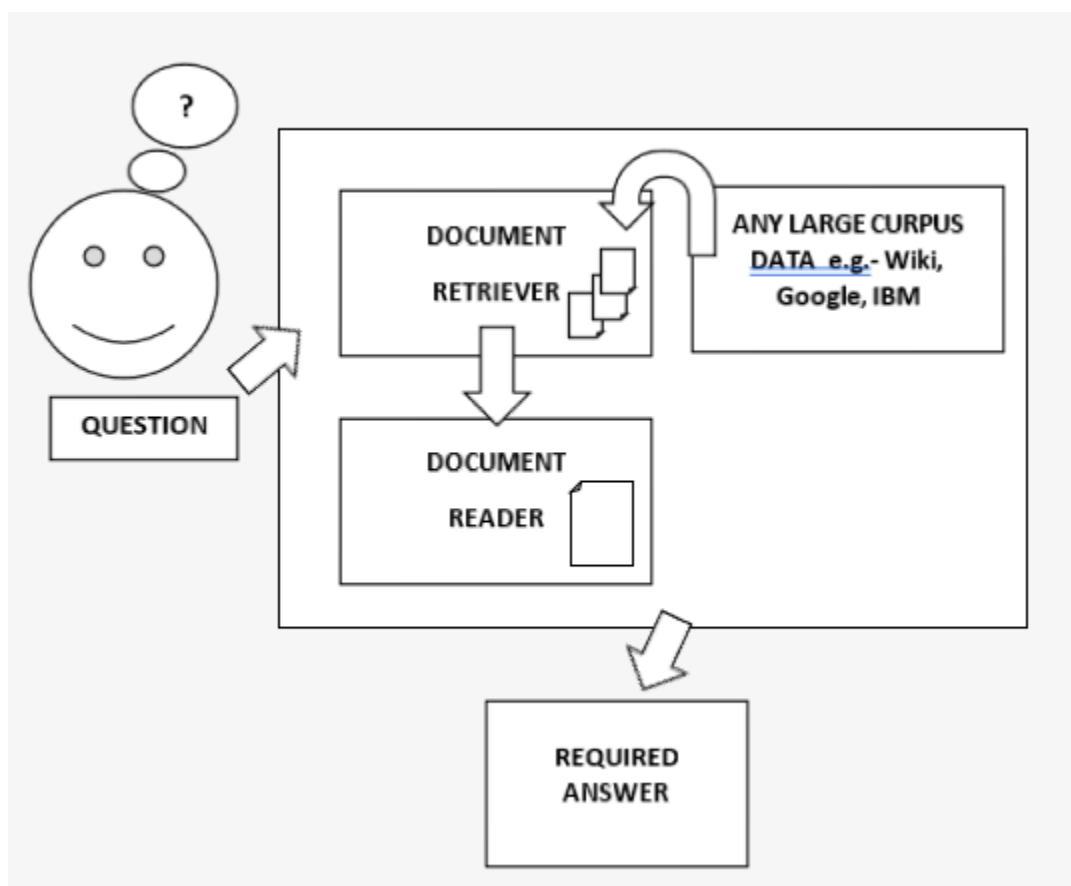 ?
QUESTION
DOCUMENT
RETRIEVER
ANY LARGE CURPUS
DATA e.g.- Wiki,
Google, IBM
DOCUMENT
READER
REQUIRED
ANSWER